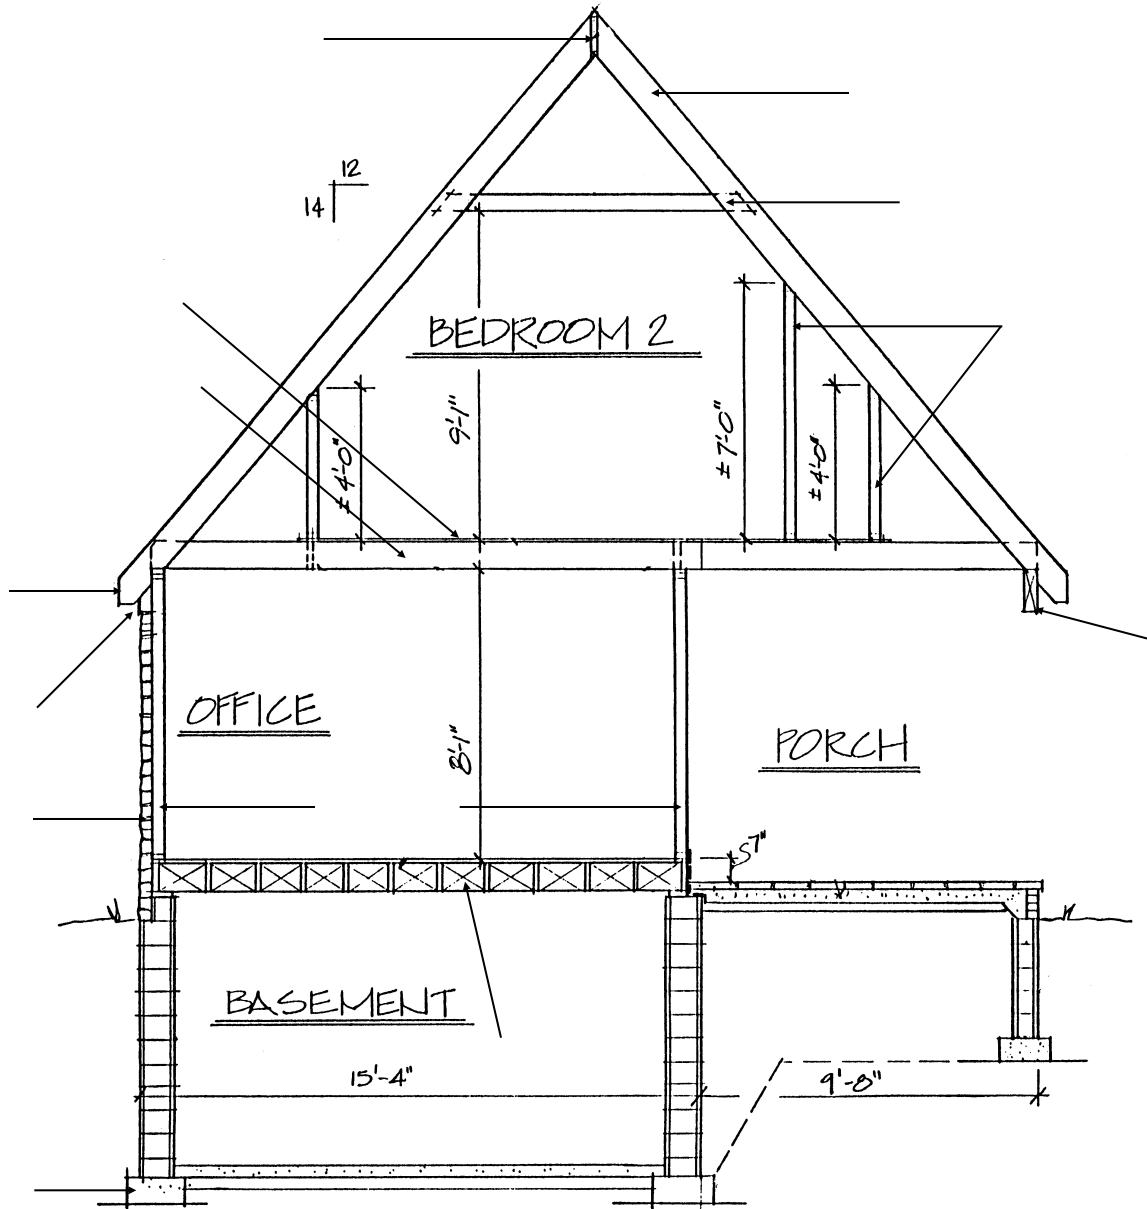 12
14
BEDROOM 2
9'-1"
± 7'-0"
± 4'-0"
± 4'-0"
OFFICE
8'-1"
PORCH
7"
BASEMENT
15'-4"
9'-8"